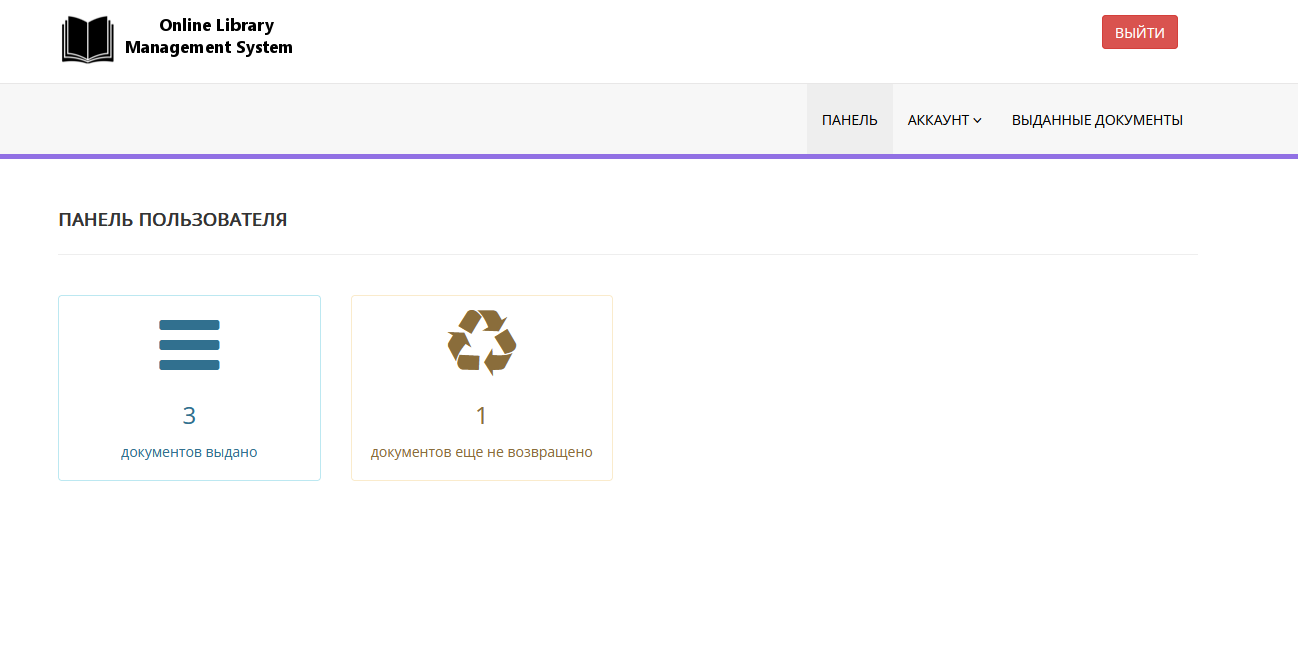 Online Library
Management System
ВЫЙТИ
ПАНЕЛЬ
АККАУНТ
ВЫДАННЫЕ ДОКУМЕНТЫ
ПАНЕЛЬ ПОЛЬЗОВАТЕЛЯ
3
документов выдано
1
документов еще не возвращено